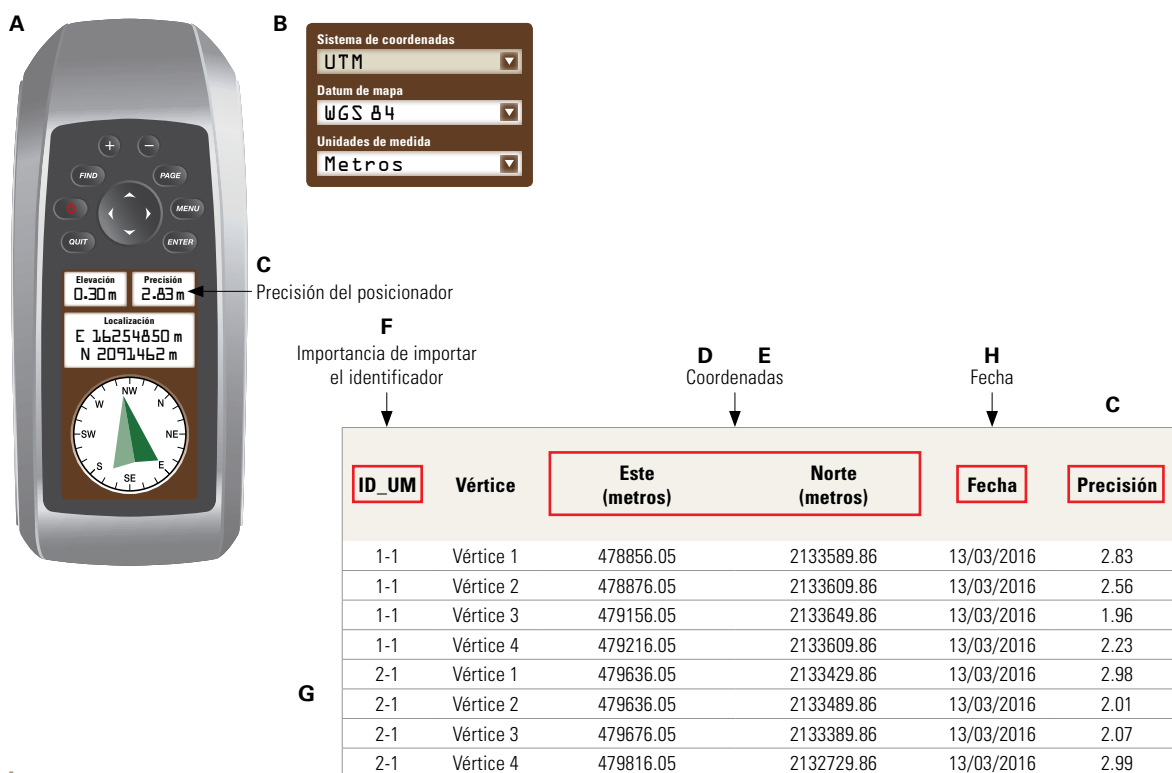 A
B
Sistema de coordenadas
UTM
Datum de mapa
WGS 84
Unidades de medida
Metros
+ −
FIND PAGE
MENU
QUIT ENTER
Elevación Precisión
0.30 m 2.83 m
Localización
E 16254850 m
N 2091462 m
NW
W N
SW NE
S E
SE
C
Precisión del posicionador
F
Importancia de importar
el identificador
D E
Coordenadas
H
Fecha
C
ID_UM Vértice Este (metros) Norte (metros) Fecha Precisión
1-1 Vértice 1 478856.05 2133589.86 13/03/2016 2.83
1-1 Vértice 2 478876.05 2133609.86 13/03/2016 2.56
1-1 Vértice 3 479156.05 2133649.86 13/03/2016 1.96
1-1 Vértice 4 479216.05 2133609.86 13/03/2016 2.23
2-1 Vértice 1 479636.05 2133429.86 13/03/2016 2.98
G
2-1 Vértice 2 479636.05 2133489.86 13/03/2016 2.01
2-1 Vértice 3 479676.05 2133389.86 13/03/2016 2.07
2-1 Vértice 4 479816.05 2132729.86 13/03/2016 2.99